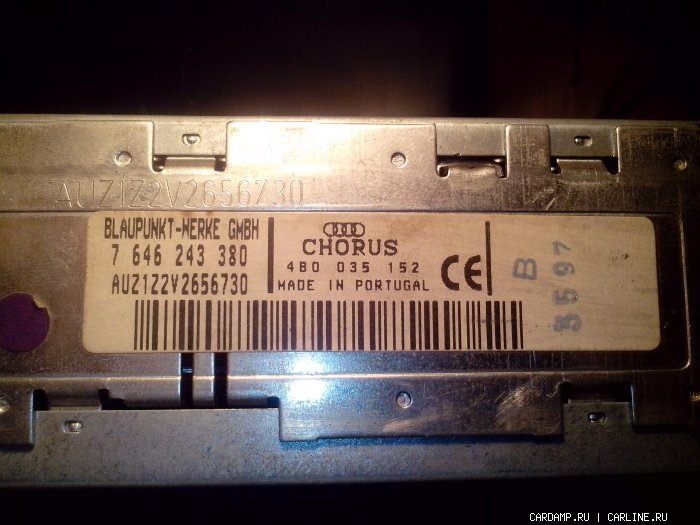 AUZ1Z2V2656730
BLAUPUNKT-WERKE GMBH
7 646 243 380
AUZ1Z2V2656730
CHORUS
4B0 035 152
MADE IN PORTUGAL
CE
B
3597
CARDAMP.RU | CARLINE.RU